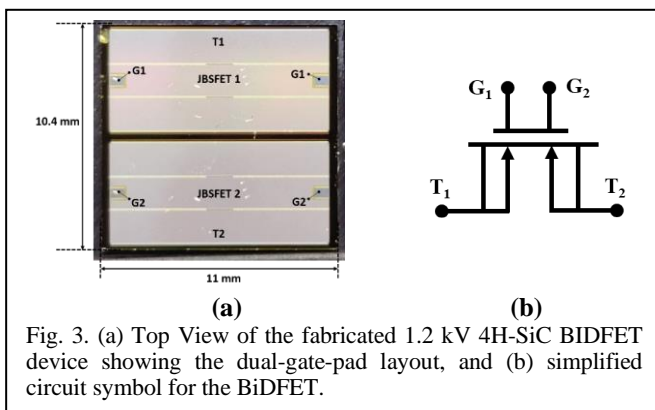 T1
G1
JBSFET 1
G1
10.4 mm
G2
JBSFET 2
G2
T2
11 mm
(a)
G1 G2
T1 T2
(b)
Fig. 3. (a) Top View of the fabricated 1.2 kV 4H-SiC BIDFET
device showing the dual-gate-pad layout, and (b) simplified
circuit symbol for the BiDFET.